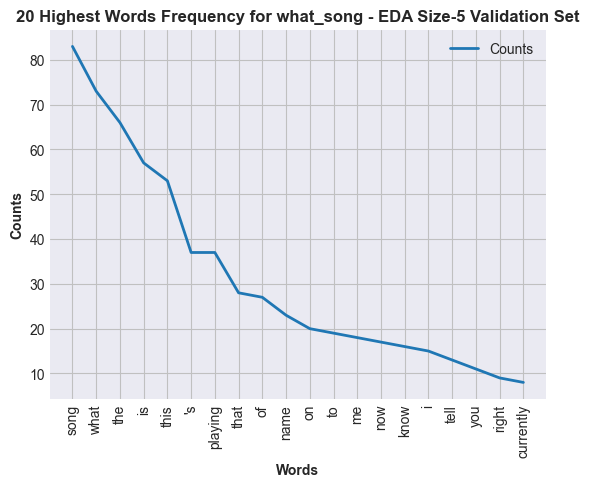 20 Highest Words Frequency for what_song - EDA Size-5 Validation Set
Counts
80
70
60
50
40
30
20
10
Counts
song
what
the
is
this
's
playing
that
of
name
on
to
me
now
know
i
tell
you
right
currently
Words